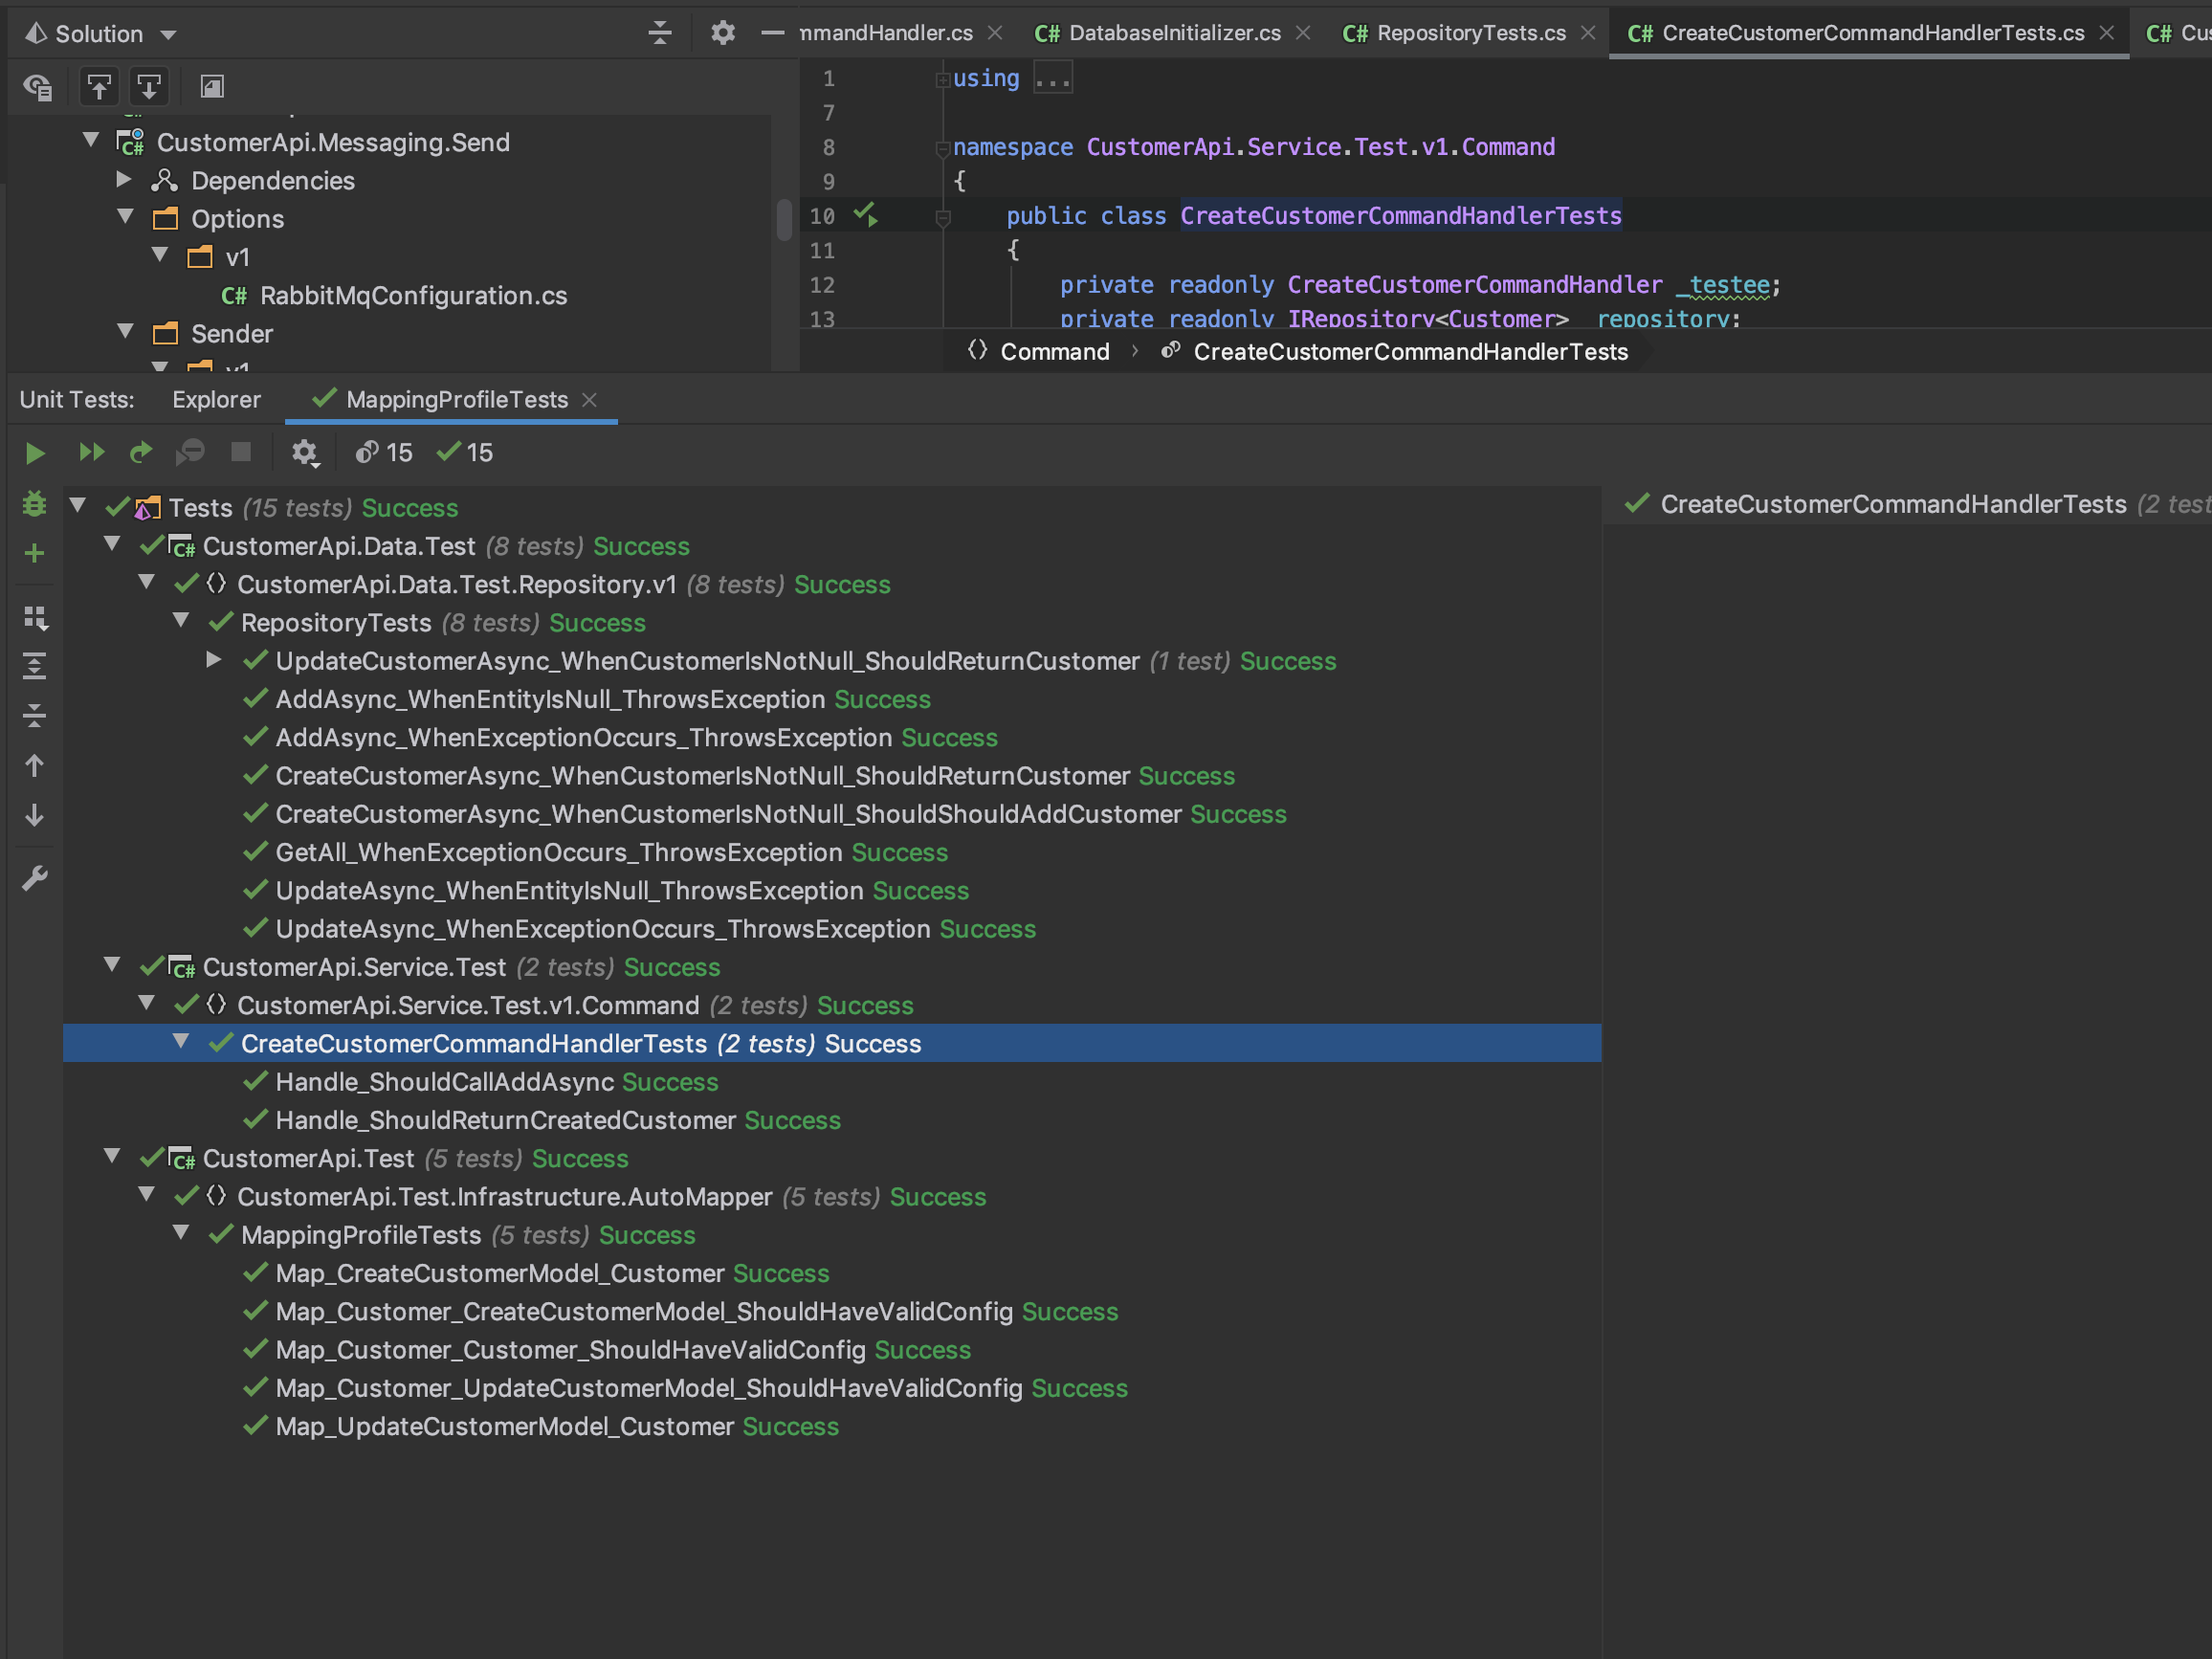 Solution
mmandHandler.cs
C# DatabaseInitializer.cs
C# RepositoryTests.cs
C# CreateCustomerCommandHandlerTests.cs
C# Cus
CustomerApi.Messaging.Send
Dependencies
Options
v1
C# RabbitMqConfiguration.cs
Sender
v1
1 using ...
7
8 namespace CustomerApi.Service.Test.v1.Command
9 {
10 public class CreateCustomerCommandHandlerTests
11 {
12 private readonly CreateCustomerCommandHandler _testee;
13 private readonly IRepository<Customer> _repository;
Command › CreateCustomerCommandHandlerTests
Unit Tests: Explorer MappingProfileTests
15 15
Tests (15 tests) Success
CustomerApi.Data.Test (8 tests) Success
CustomerApi.Data.Test.Repository.v1 (8 tests) Success
RepositoryTests (8 tests) Success
UpdateCustomerAsync_WhenCustomerIsNotNull_ShouldReturnCustomer (1 test) Success
AddAsync_WhenEntityIsNull_ThrowsException Success
AddAsync_WhenExceptionOccurs_ThrowsException Success
CreateCustomerAsync_WhenCustomerIsNotNull_ShouldReturnCustomer Success
CreateCustomerAsync_WhenCustomerIsNotNull_ShouldShouldAddCustomer Success
GetAll_WhenExceptionOccurs_ThrowsException Success
UpdateAsync_WhenEntityIsNull_ThrowsException Success
UpdateAsync_WhenExceptionOccurs_ThrowsException Success
CustomerApi.Service.Test (2 tests) Success
CustomerApi.Service.Test.v1.Command (2 tests) Success
CreateCustomerCommandHandlerTests (2 tests) Success
Handle_ShouldCallAddAsync Success
Handle_ShouldReturnCreatedCustomer Success
CustomerApi.Test (5 tests) Success
CustomerApi.Test.Infrastructure.AutoMapper (5 tests) Success
MappingProfileTests (5 tests) Success
Map_CreateCustomerModel_Customer Success
Map_Customer_CreateCustomerModel_ShouldHaveValidConfig Success
Map_Customer_Customer_ShouldHaveValidConfig Success
Map_Customer_UpdateCustomerModel_ShouldHaveValidConfig Success
Map_UpdateCustomerModel_Customer Success
CreateCustomerCommandHandlerTests (2 test